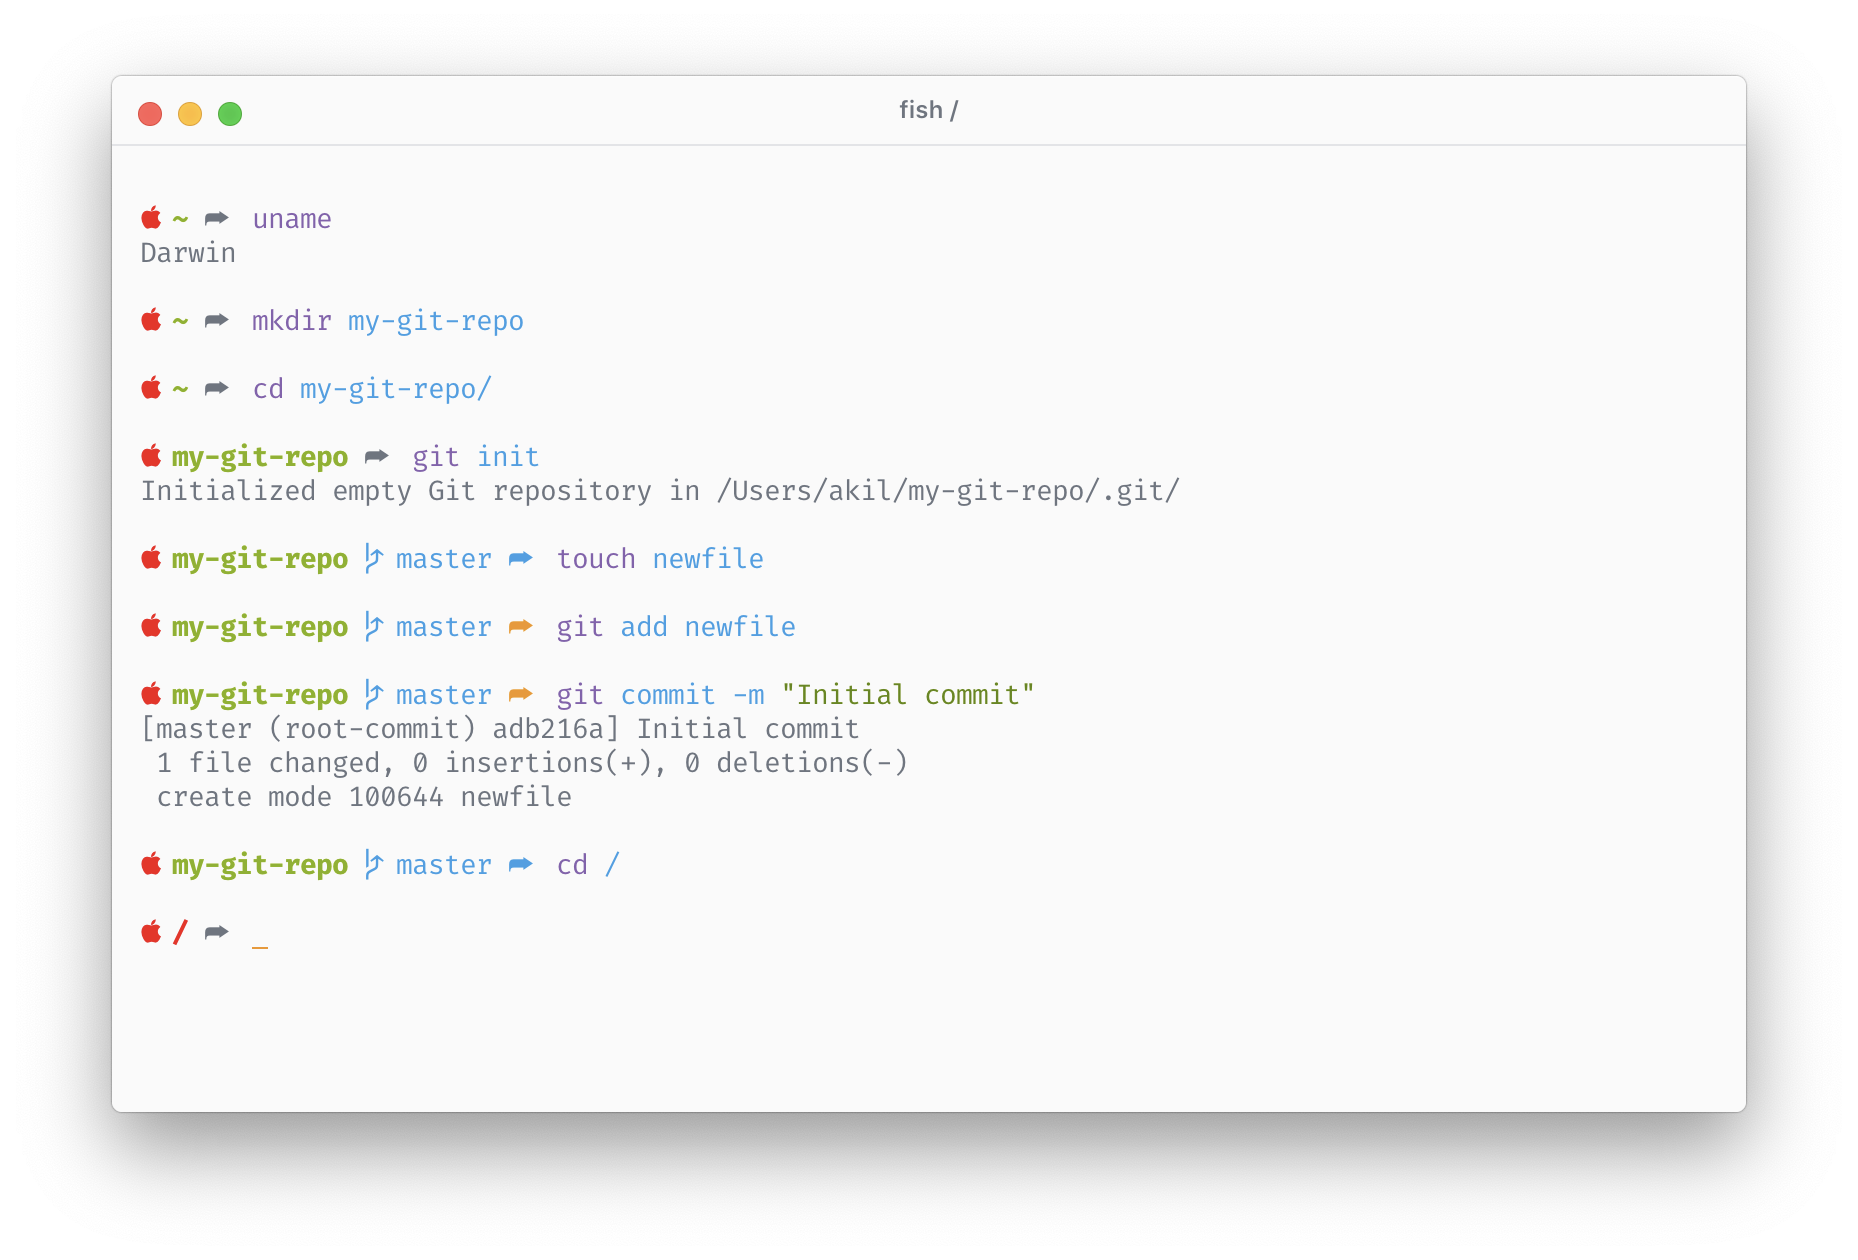 fish /
~ ➦ uname
Darwin
~ ➦ mkdir my-git-repo
~ ➦ cd my-git-repo/
my-git-repo ➦ git init
Initialized empty Git repository in /Users/akil/my-git-repo/.git/
my-git-repo master ➦ touch newfile
my-git-repo master ➦ git add newfile
my-git-repo master ➦ git commit -m "Initial commit"
[master (root-commit) adb216a] Initial commit
 1 file changed, 0 insertions(+), 0 deletions(-)
 create mode 100644 newfile
my-git-repo master ➦ cd /
/ ➦ _